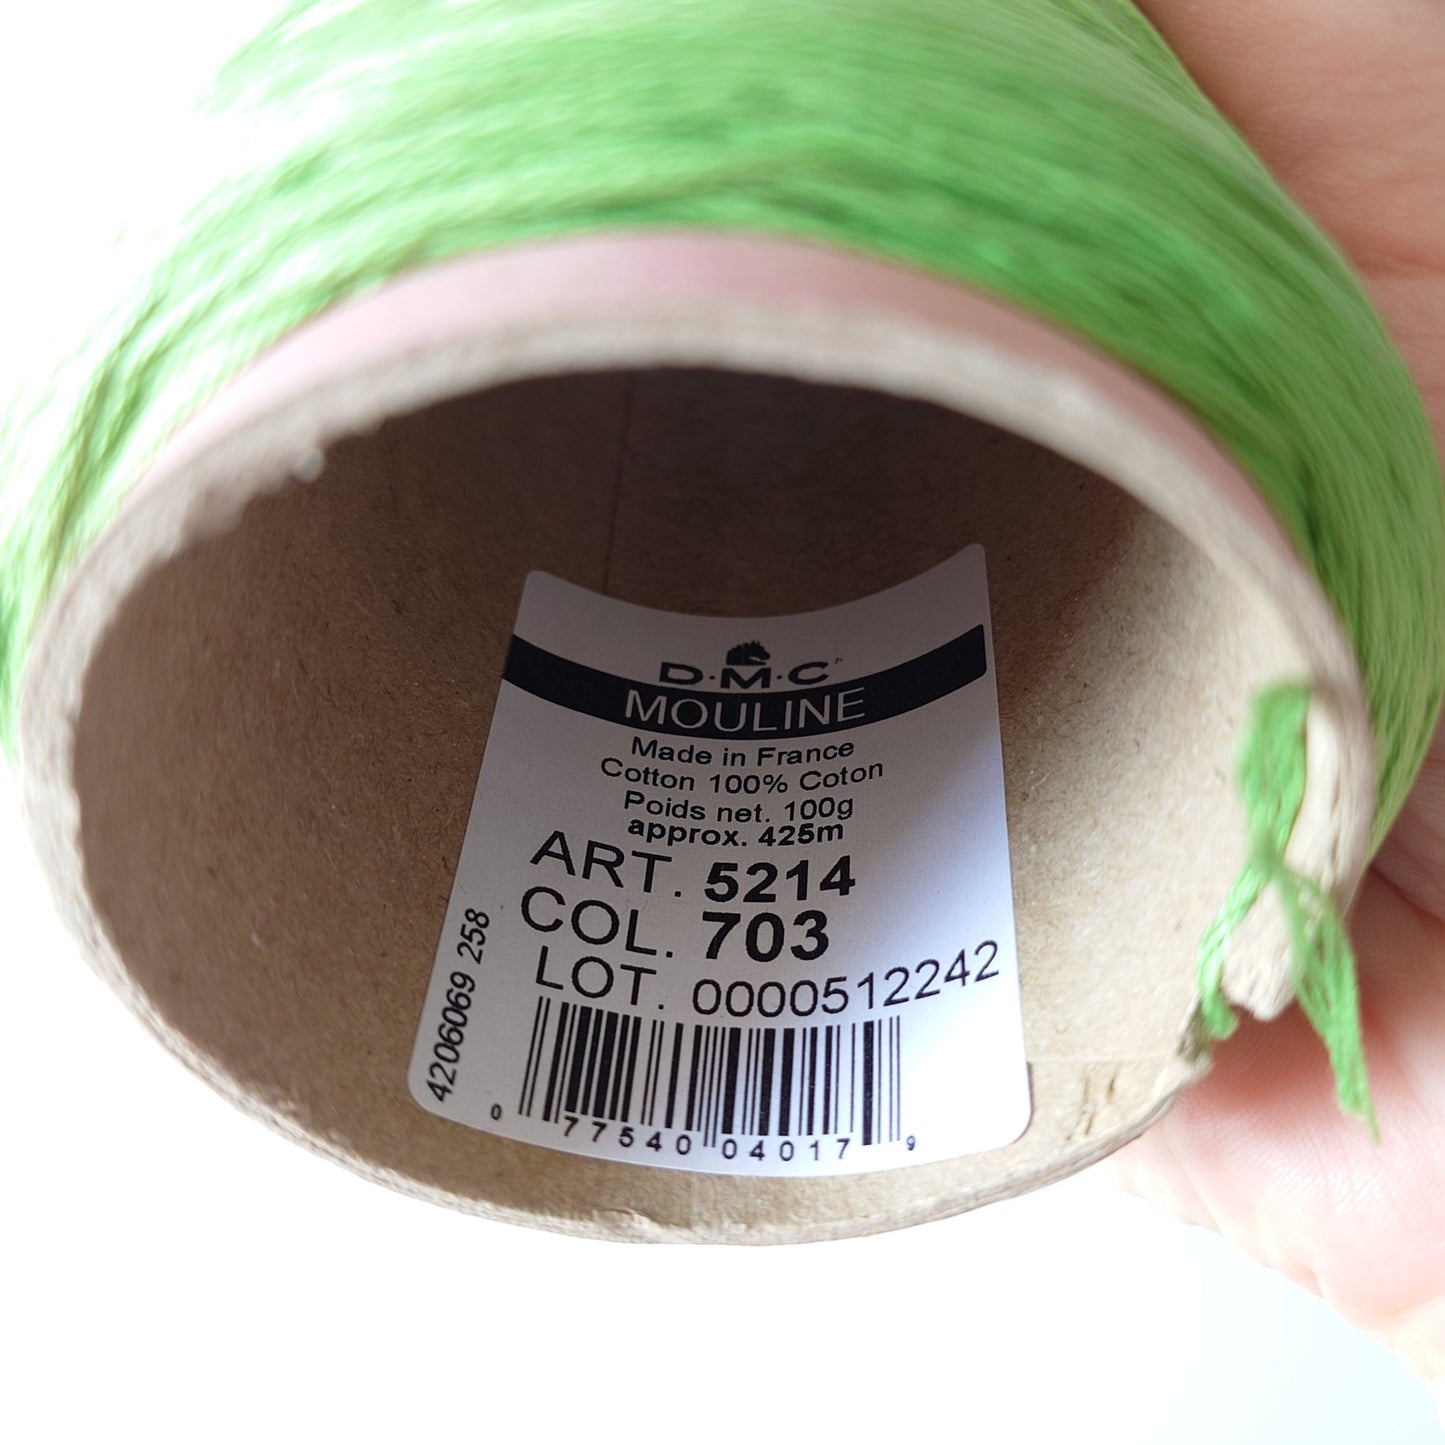 D·M·C
MOULINE
Made in France
Cotton 100% Coton
Poids net. 100g
approx. 425m
ART. 5214
COL. 703
LOT. 0000512242
4206069 258
0 77540 04017 9